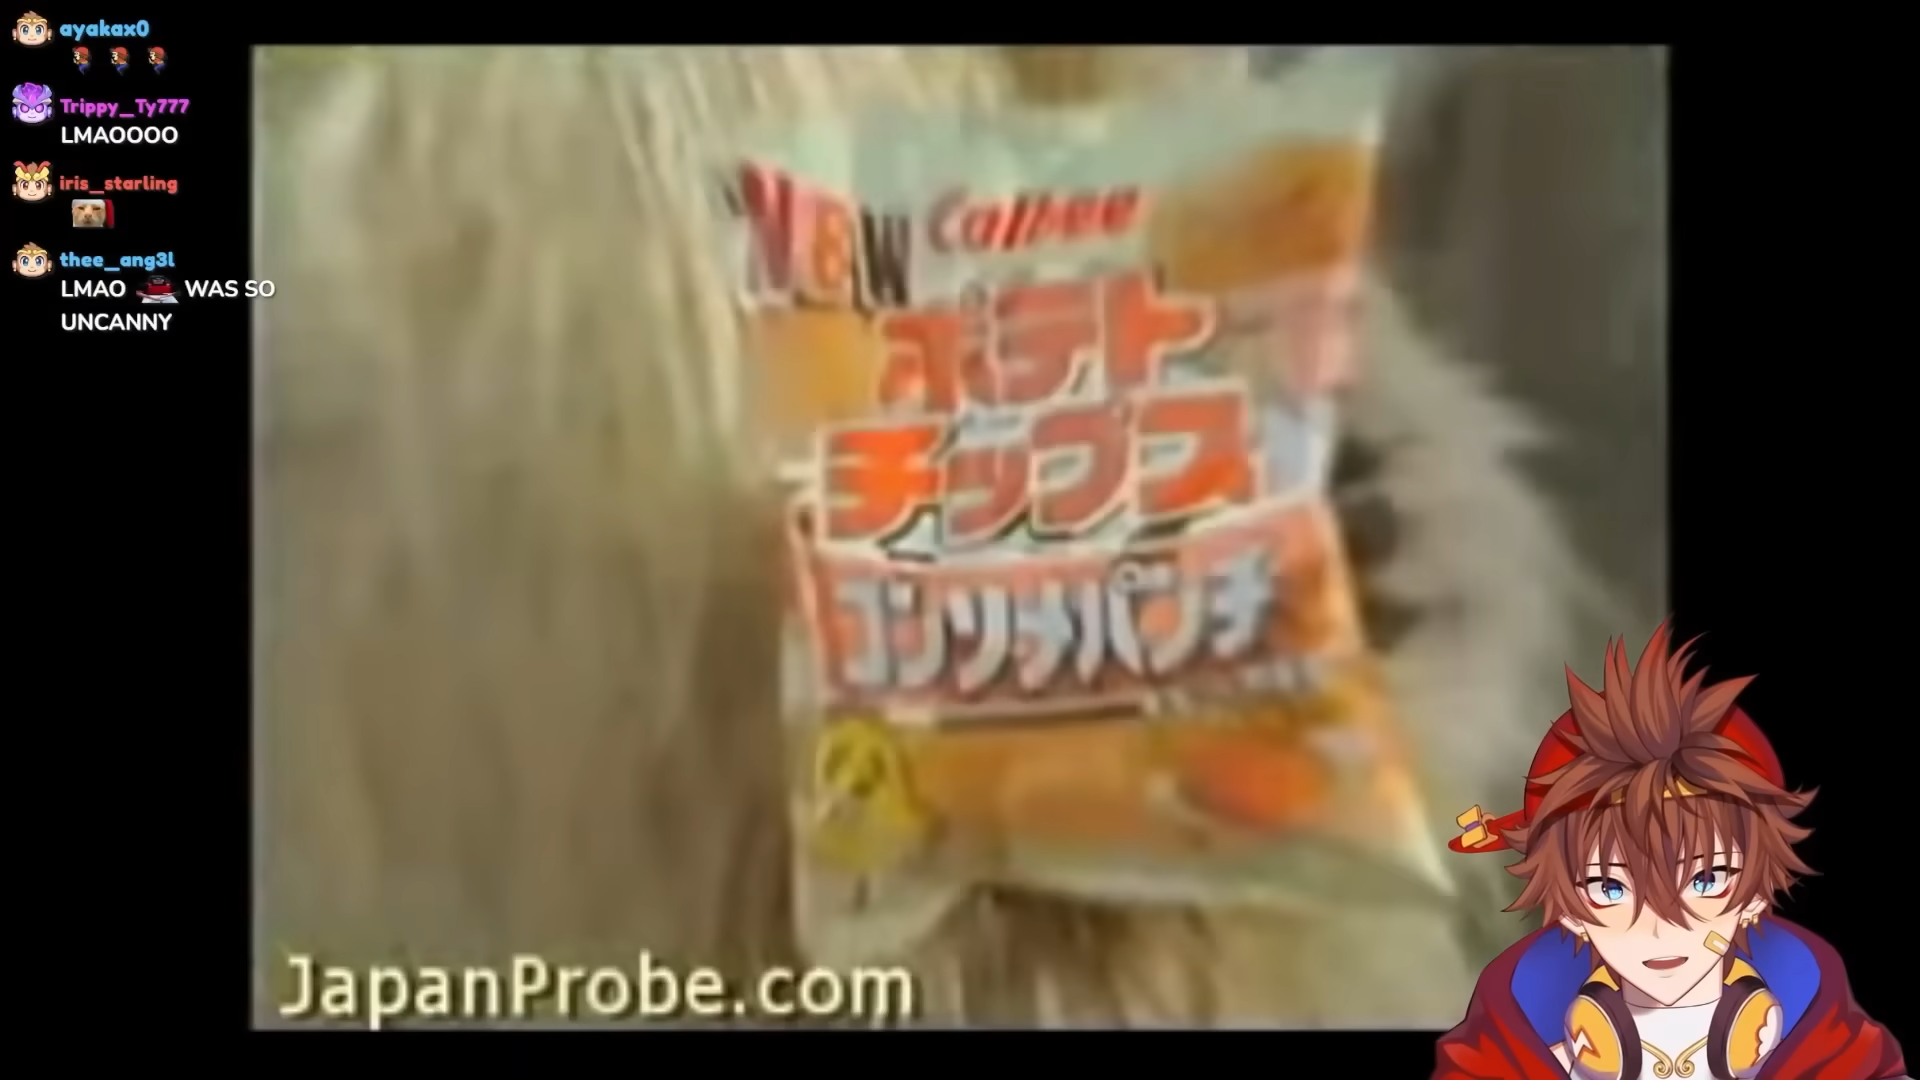 ayakax0
Trippy_Ty777
LMAOOOO
iris_starling
thee_ang3l
LMAO WAS SO
UNCANNY
NEW Calbee
ポテト
チップス
コンソメパンチ
JapanProbe.com